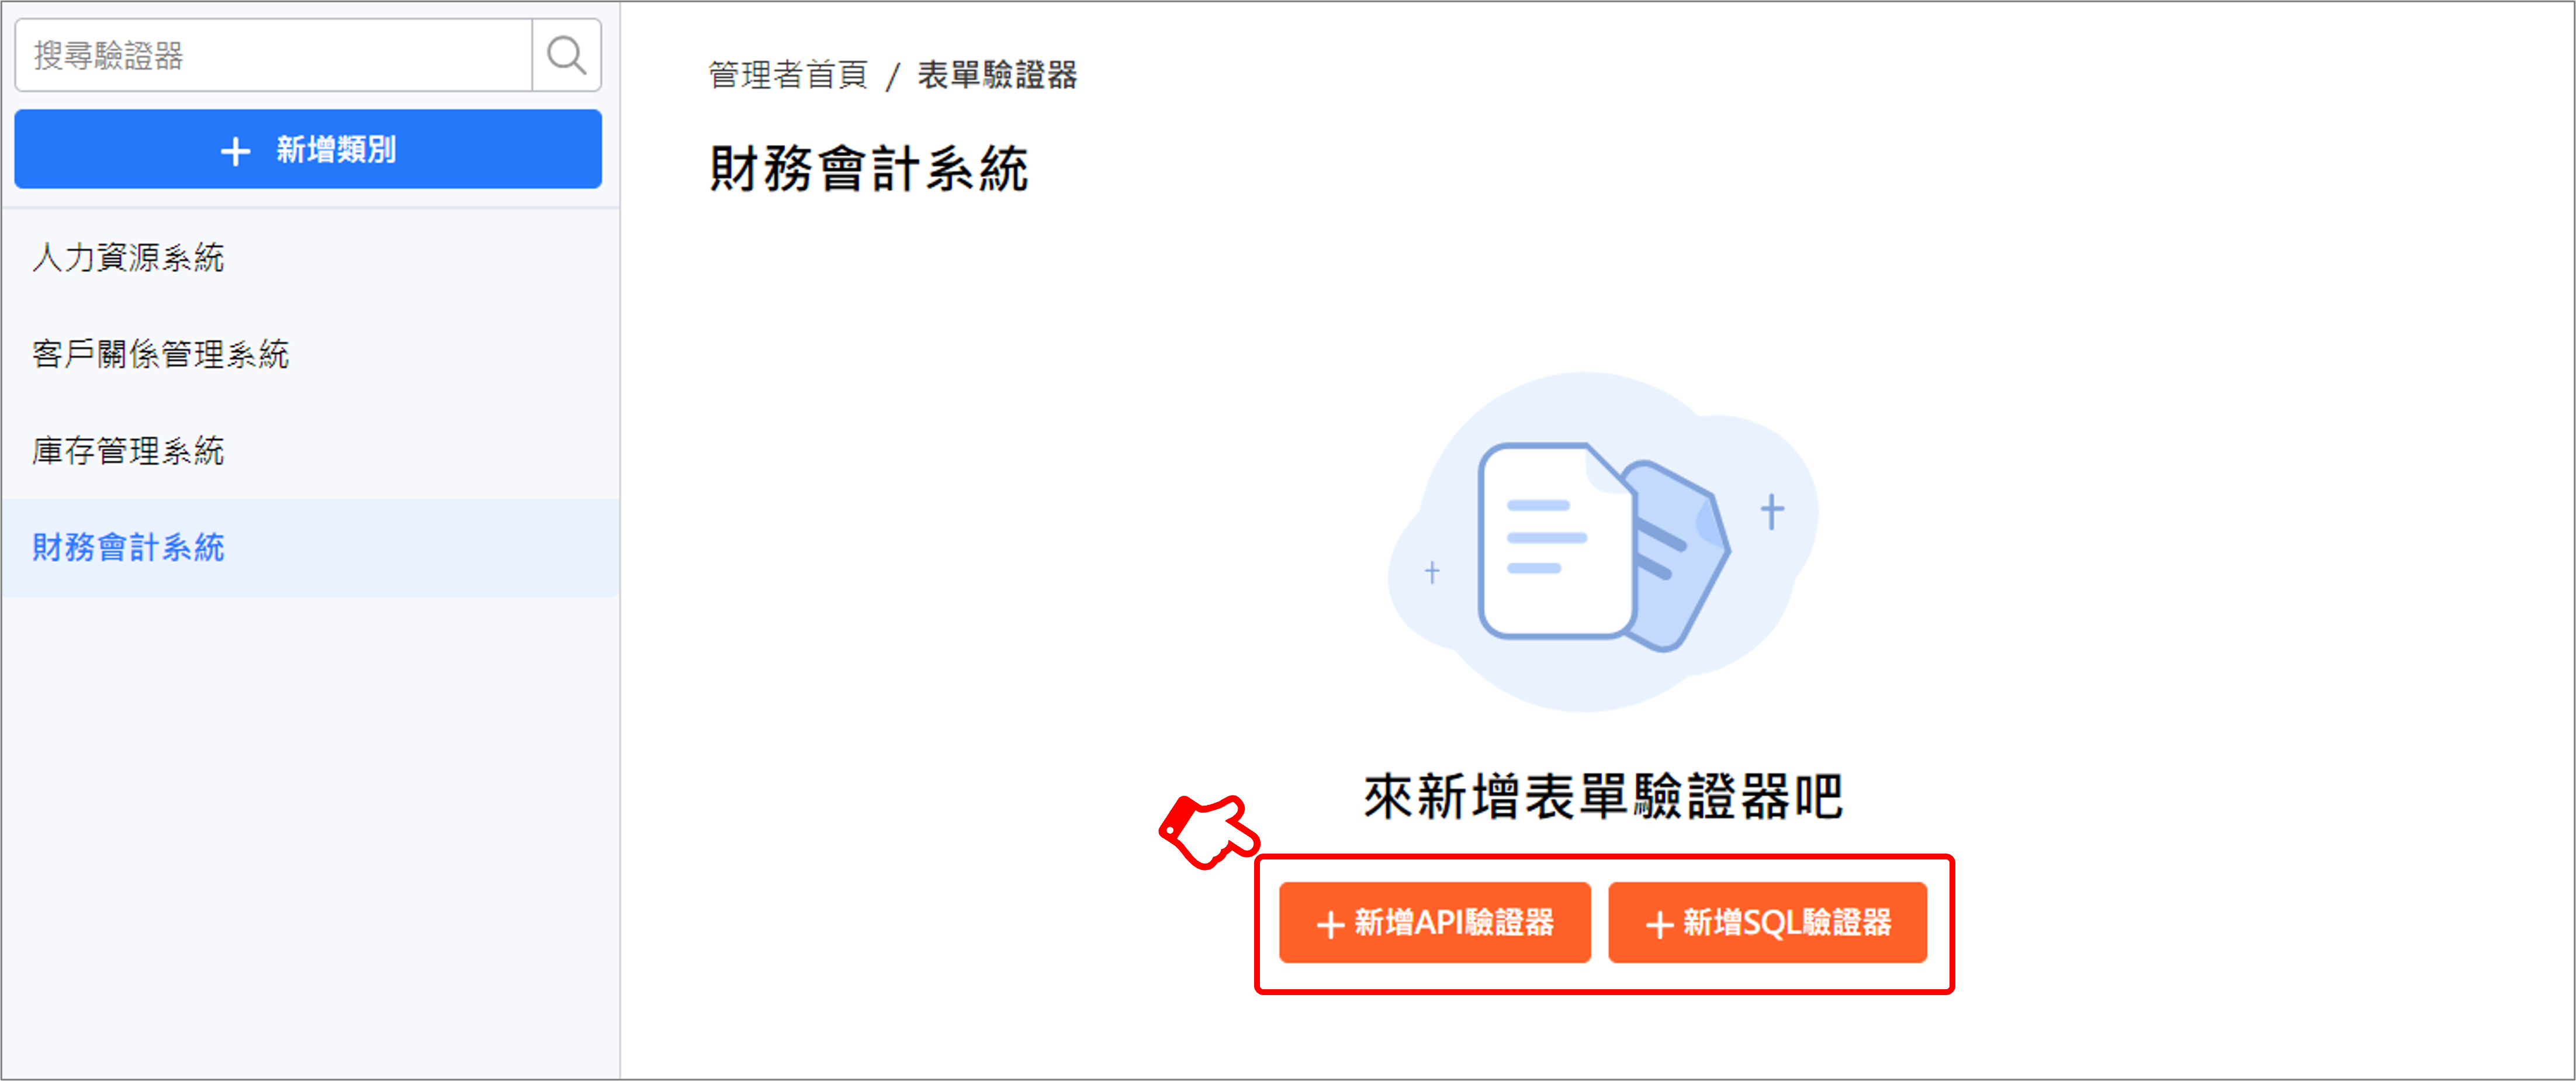 搜尋驗證器
新增類別
人力資源系統
客戶關係管理系統
庫存管理系統
財務會計系統
管理者首頁 / 表單驗證器
財務會計系統
來新增表單驗證器吧
新增API驗證器
新增SQL驗證器